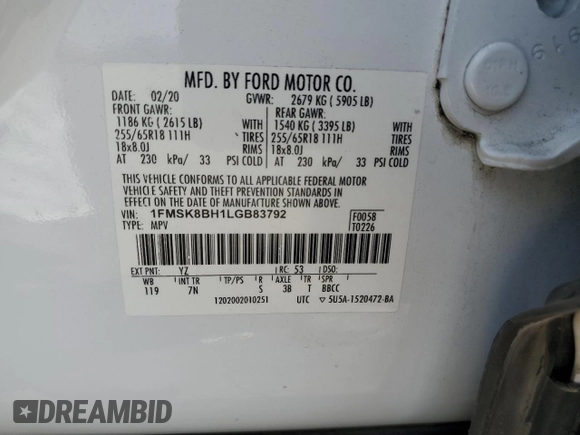 MFD. BY FORD MOTOR CO.
DATE: 02/20 GVWR: 2679 KG ( 5905 LB)
FRONT GAWR: REAR GAWR:
1186 KG ( 2615 LB) WITH 1540 KG ( 3395 LB) WITH
255/65R18 111H TIRES 255/65R18 111H TIRES
18x8.0J RIMS 18x8.0J RIMS
AT 230 kPa/ 33 PSI COLD AT 230 kPa/ 33 PSI COLD
THIS VEHICLE CONFORMS TO ALL APPLICABLE FEDERAL MOTOR
VEHICLE SAFETY AND THEFT PREVENTION STANDARDS IN
EFFECT ON THE DATE OF MANUFACTURE SHOWN ABOVE.
VIN: 1FMSK8BH1LGB83792 F0058
TYPE: MPV T0226
EXT PNT: YZ RC: 53 DSO:
WB INT TR TP/PS R AXLE TR SPR
119 7N S 3B T BBCC
1202002010251 UTC ▽ 5U5A-1520472-BA
DREAMBID